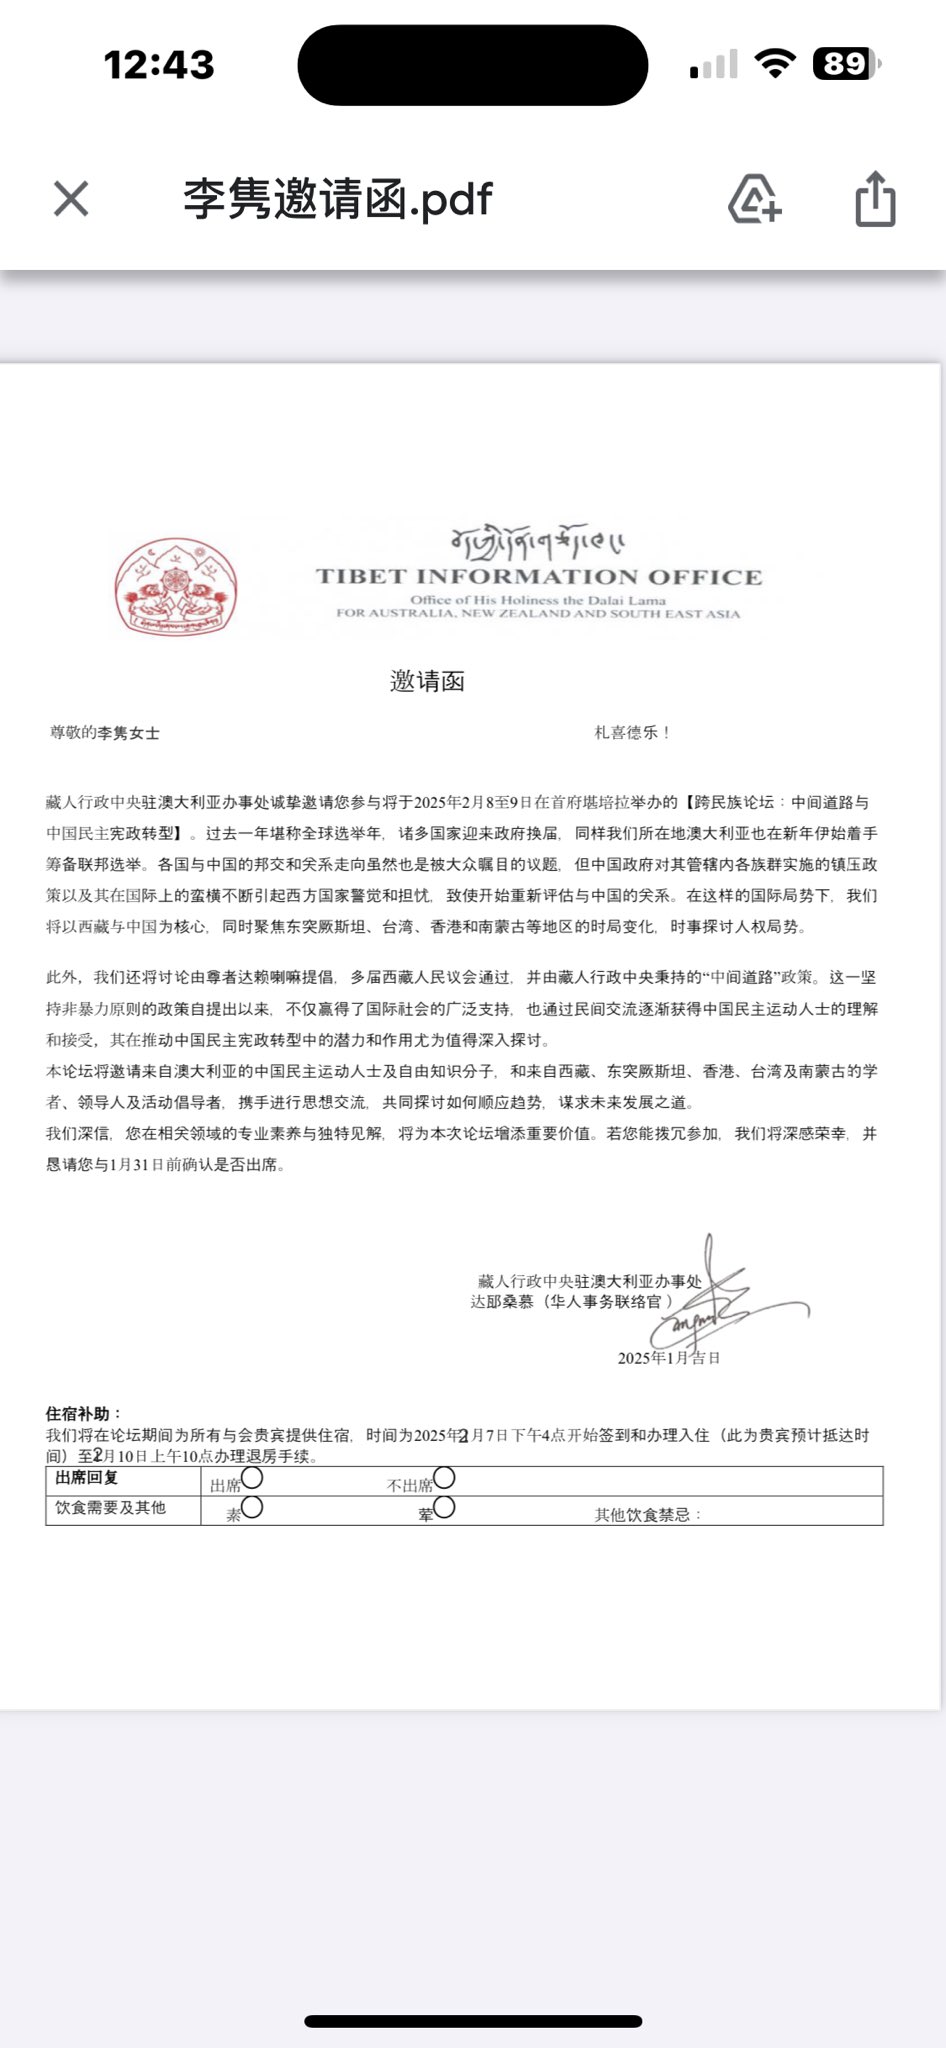 12:43
89
李隽邀请函.pdf
TIBET INFORMATION OFFICE
Office of His Holiness the Dalai Lama
FOR AUSTRALIA, NEW ZEALAND AND SOUTH EAST ASIA
邀请函
尊敬的李隽女士 札喜德乐！
藏人行政中央驻澳大利亚办事处诚挚邀请您参与将于2025年2月8至9日在首府堪培拉举办的【跨民族论坛：中间道路与
中国民主宪政转型】。过去一年堪称全球选举年，诸多国家迎来政府换届，同样我们所在地澳大利亚也在新年伊始着手
筹备联邦选举。各国与中国的邦交和关系走向虽然也是被大众瞩目的议题，但中国政府对其管辖内各族群实施的镇压政
策以及其在国际上的蛮横不断引起西方国家警觉和担忧，致使开始重新评估与中国的关系。在这样的国际局势下，我们
将以西藏与中国为核心，同时聚焦东突厥斯坦、台湾、香港和南蒙古等地区的时局变化，时事探讨人权局势。
此外，我们还将讨论由尊者达赖喇嘛提倡，多届西藏人民议会通过，并由藏人行政中央秉持的“中间道路”政策。这一坚
持非暴力原则的政策自提出以来，不仅赢得了国际社会的广泛支持，也通过民间交流逐渐获得中国民主运动人士的理解
和接受，其在推动中国民主宪政转型中的潜力和作用尤为值得深入探讨。
本论坛将邀请来自澳大利亚的中国民主运动人士及自由知识分子，和来自西藏、东突厥斯坦、香港、台湾及南蒙古的学
者、领导人及活动倡导者，携手进行思想交流，共同探讨如何顺应趋势，谋求未来发展之道。
我们深信，您在相关领域的专业素养与独特见解，将为本次论坛增添重要价值。若您能拨冗参加，我们将深感荣幸，并
恳请您与1月31日前确认是否出席。
藏人行政中央驻澳大利亚办事处
达邸桑慕（华人事务联络官）
2025年1月吉日
住宿补助：
我们将在论坛期间为所有与会贵宾提供住宿，时间为2025年2月7日下午4点开始签到和办理入住（此为贵宾预计抵达时
间）至2月10日上午10点办理退房手续。
出席回复 出席 不出席
饮食需要及其他 素 荤 其他饮食禁忌：